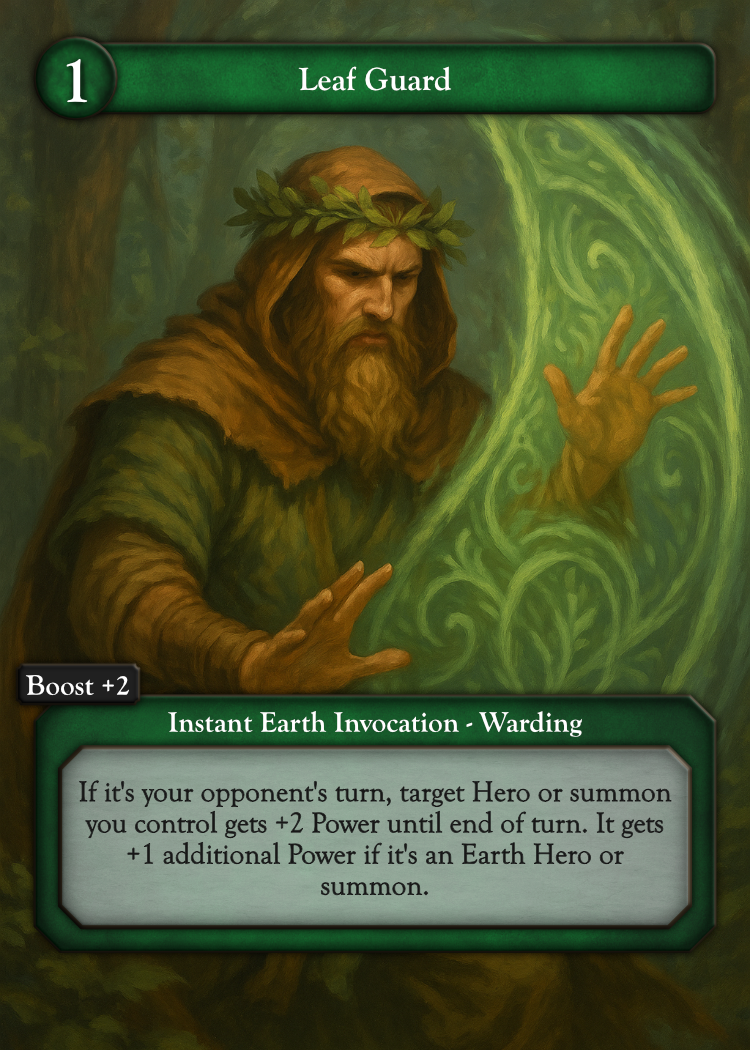 1
Leaf Guard
Boost +2
Instant Earth Invocation - Warding
If it's your opponent's turn, target Hero or summon
you control gets +2 Power until end of turn. It gets
+1 additional Power if it's an Earth Hero or
summon.